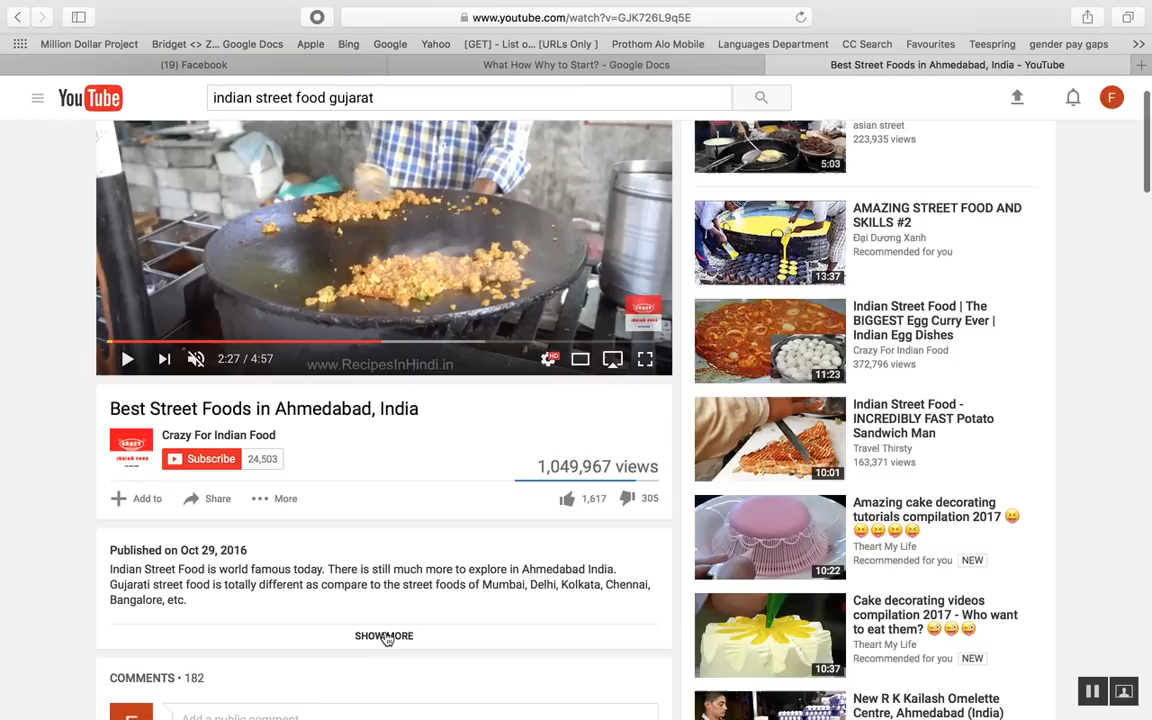 www.youtube.com/watch?v=GJK726L9q5E
Million Dollar Project Bridget <> Z... Google Docs Apple Bing Google Yahoo [GET] - List o... [URLs Only ] Prothom Alo Mobile Languages Department CC Search Favourites Teespring gender pay gaps
(19) Facebook
What How Why to Start? - Google Docs
Best Street Foods in Ahmedabad, India - YouTube
YouTube
indian street food gujarat
F
2:27 / 4:57
HD
www.RecipesInHindi.in
Best Street Foods in Ahmedabad, India
Crazy For Indian Food
Subscribe 24,503
1,049,967 views
Add to Share More 1,617 305
Published on Oct 29, 2016
Indian Street Food is world famous today. There is still much more to explore in Ahmedabad India.
Gujarati street food is totally different as compare to the street foods of Mumbai, Delhi, Kolkata, Chennai,
Bangalore, etc.
SHOW MORE
COMMENTS • 182
Add a public comment...
asian street
223,935 views
5:03
AMAZING STREET FOOD AND
SKILLS #2
Đại Dương Xanh
Recommended for you
13:37
Indian Street Food | The
BIGGEST Egg Curry Ever |
Indian Egg Dishes
Crazy For Indian Food
372,796 views
11:23
Indian Street Food -
INCREDIBLY FAST Potato
Sandwich Man
Travel Thirsty
163,371 views
10:01
Amazing cake decorating
tutorials compilation 2017 😝
😝😝😝😝
Theart My Life
Recommended for you NEW
10:22
Cake decorating videos
compilation 2017 - Who want
to eat them? 😜😜😜
Theart My Life
Recommended for you NEW
10:37
New R K Kailash Omelette
Centre, Ahmedabad (India)